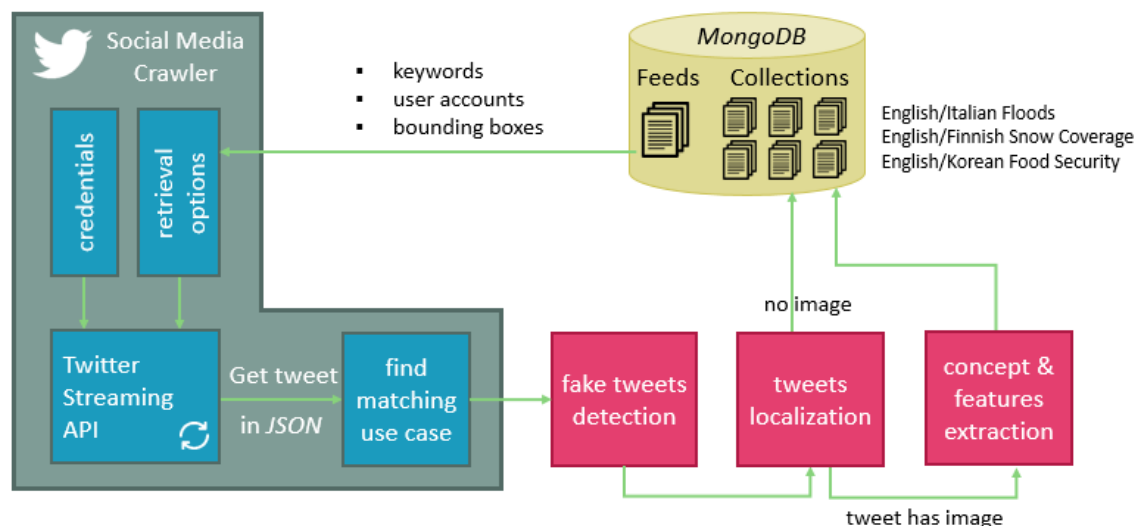 Social Media
Crawler
credentials
retrieval
options
▪ keywords
▪ user accounts
▪ bounding boxes
MongoDB
Feeds
Collections
English/Italian Floods
English/Finnish Snow Coverage
English/Korean Food Security
Twitter
Streaming
API
Get tweet
in JSON
find
matching
use case
fake tweets
detection
no image
tweets
localization
concept &
features
extraction
tweet has image